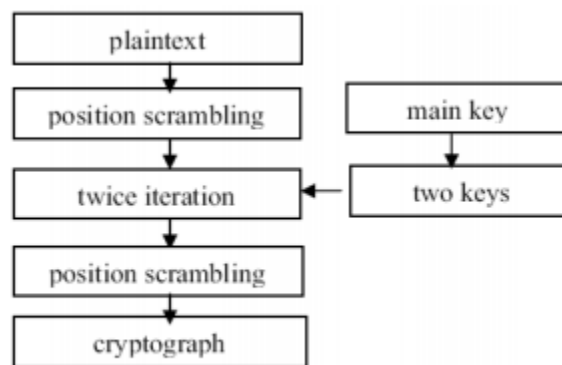 plaintext
position scrambling
main key
twice iteration
two keys
position scrambling
cryptograph